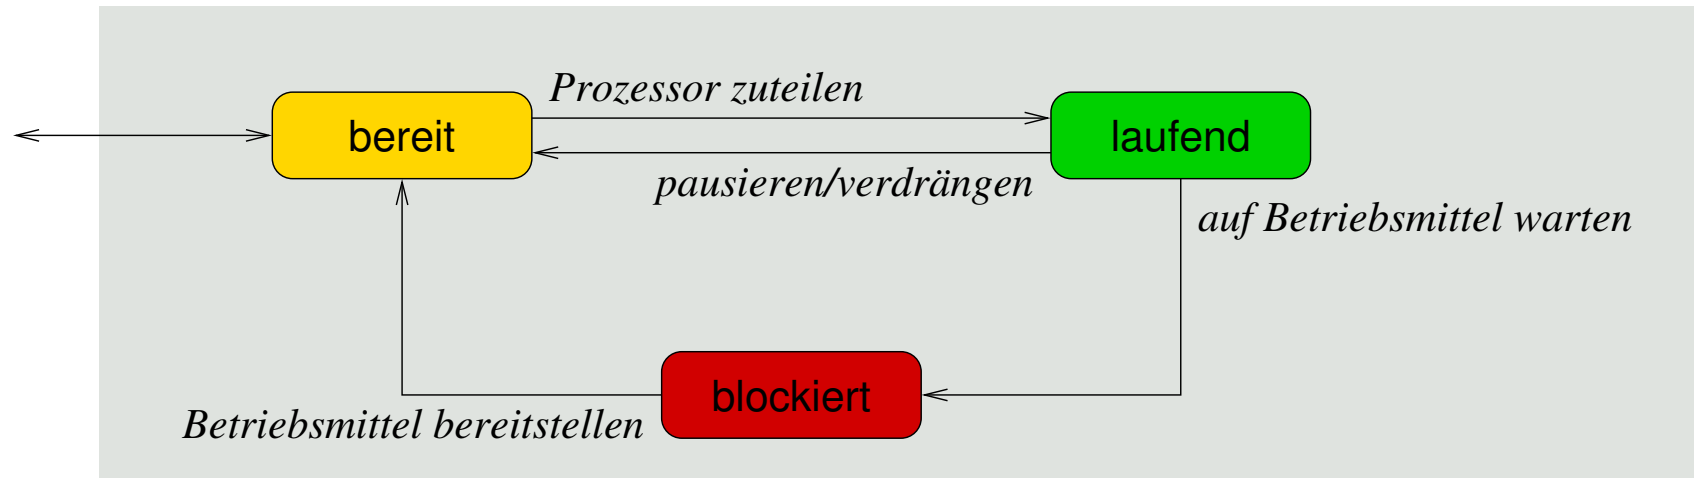 Prozessor zuteilen
bereit
laufend
pausieren/verdrängen
auf Betriebsmittel warten
blockiert
Betriebsmittel bereitstellen